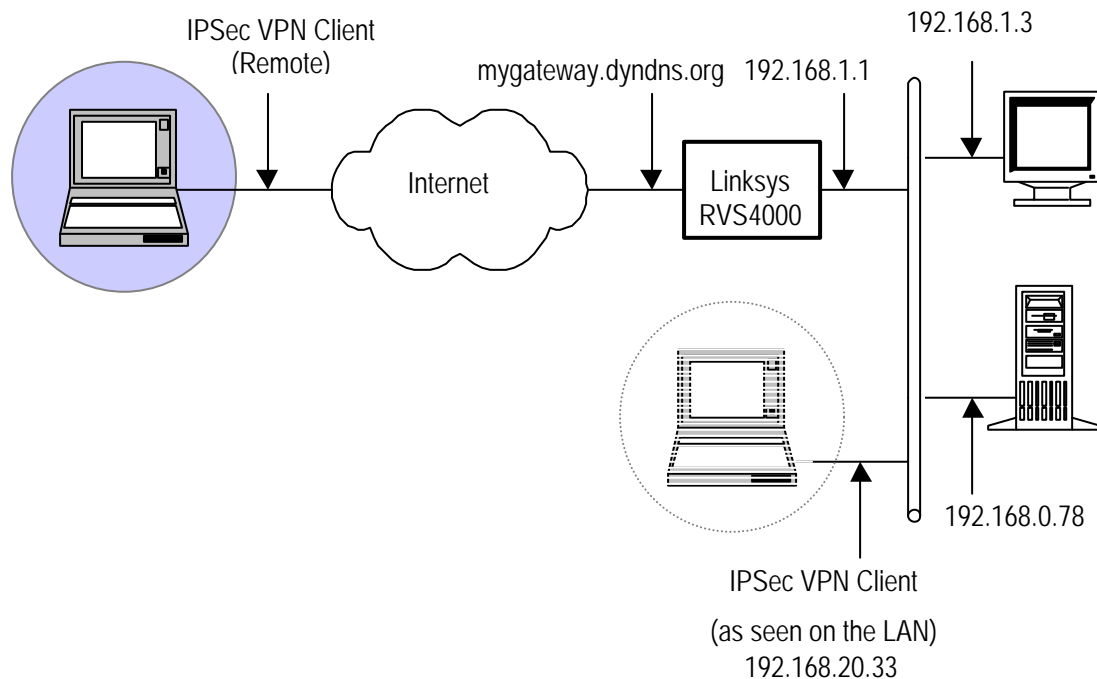 IPSec VPN Client
(Remote)
mygateway.dyndns.org
192.168.1.1
192.168.1.3
Internet
Linksys
RVS4000
192.168.0.78
IPSec VPN Client
(as seen on the LAN)
192.168.20.33